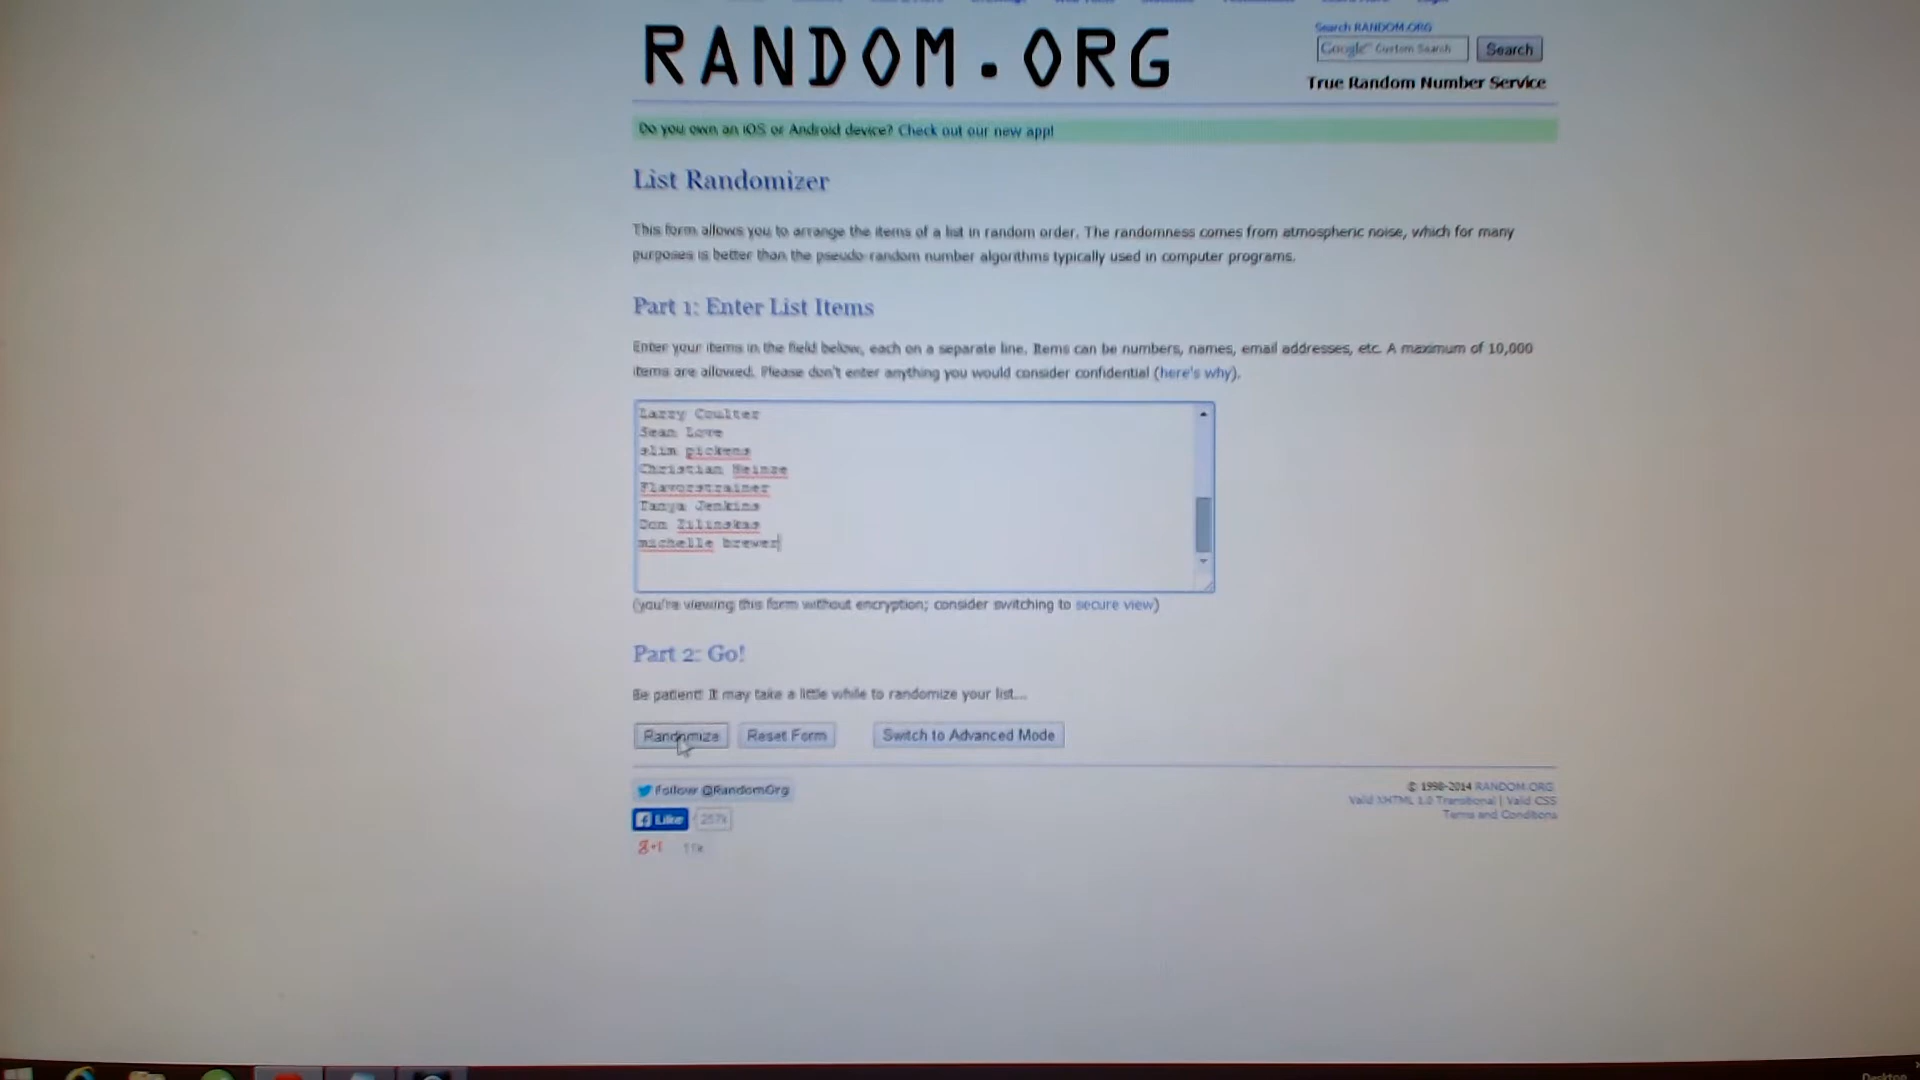 RANDOM.ORG
Search RANDOM.ORG
Google Custom Search Search
True Random Number Service
Do you own an iOS or Android device? Check out our new app!
List Randomizer
This form allows you to arrange the items of a list in random order. The randomness comes from atmospheric noise, which for many
purposes is better than the pseudo-random number algorithms typically used in computer programs.
Part 1: Enter List Items
Enter your items in the field below, each on a separate line. Items can be numbers, names, email addresses, etc. A maximum of 10,000
items are allowed. Please don't enter anything you would consider confidential (here's why).
Larry Coulter
Sean Love
slim pickens
Christian Heinze
Flavorstrainer
Tanya Jenkins
Don Zilinskas
michelle brewer
(you're viewing this form without encryption; consider switching to secure view)
Part 2: Go!
Be patient! It may take a little while to randomize your list...
Randomize Reset Form Switch to Advanced Mode
Follow @RandomOrg
Like 257k
g+1 11k
© 1998-2014 RANDOM.ORG
Valid XHTML 1.0 Transitional | Valid CSS
Terms and Conditions
Desktop